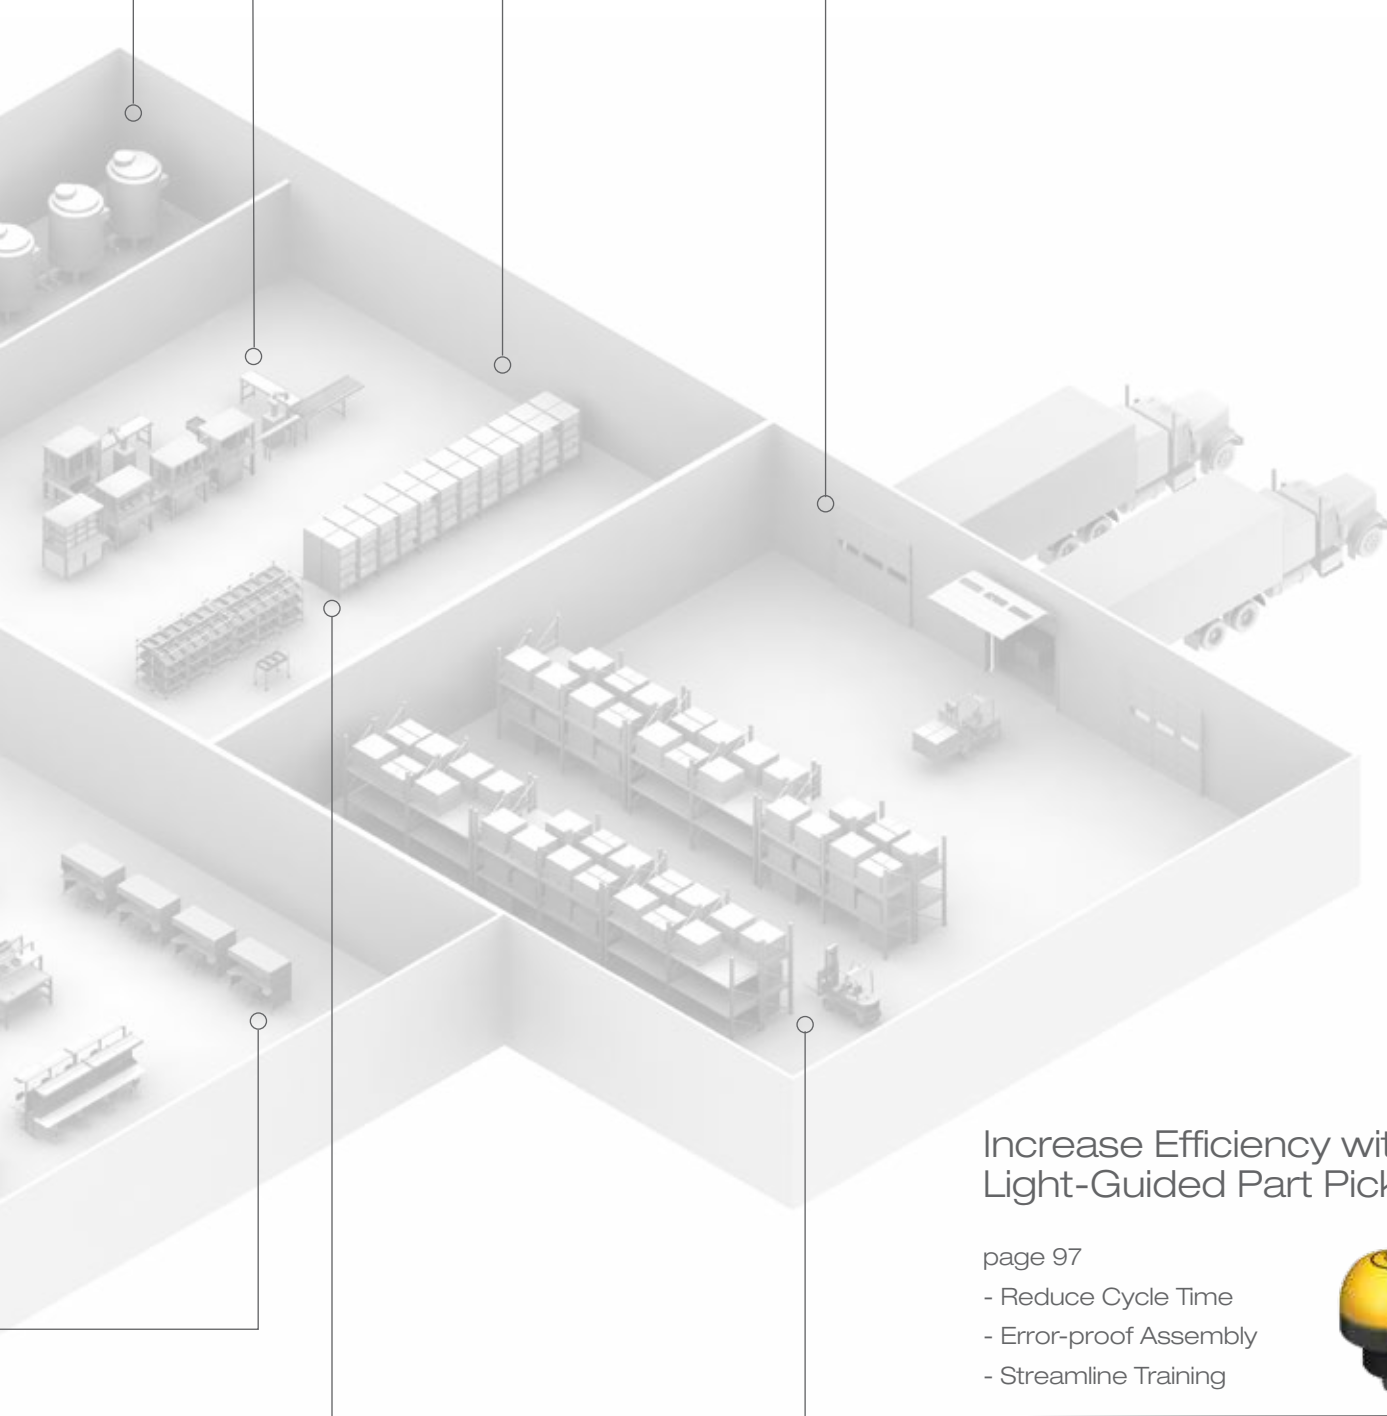 Increase Efficiency wit
Light-Guided Part Pick
page 97
- Reduce Cycle Time
- Error-proof Assembly
- Streamline Training